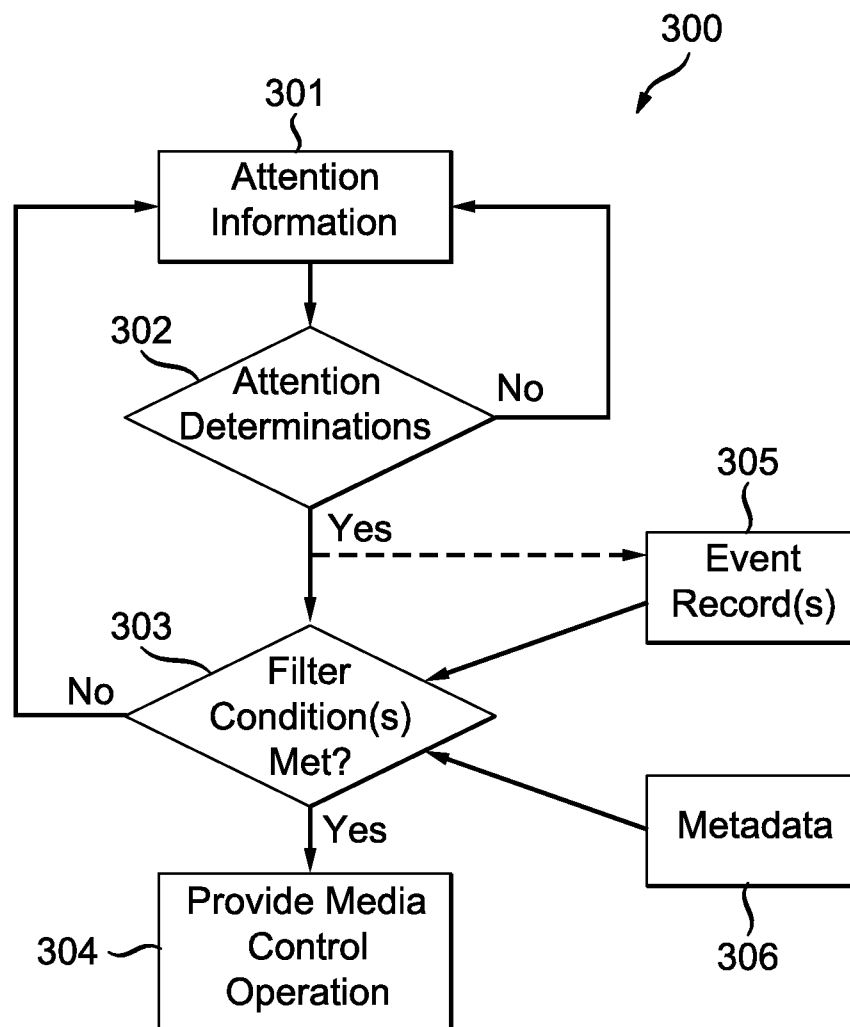 300
301
Attention
Information
302
Attention
Determinations
No
Yes
305
Event
Record(s)
303
No
Filter
Condition(s)
Met?
Yes
Metadata
306
304
Provide Media
Control
Operation